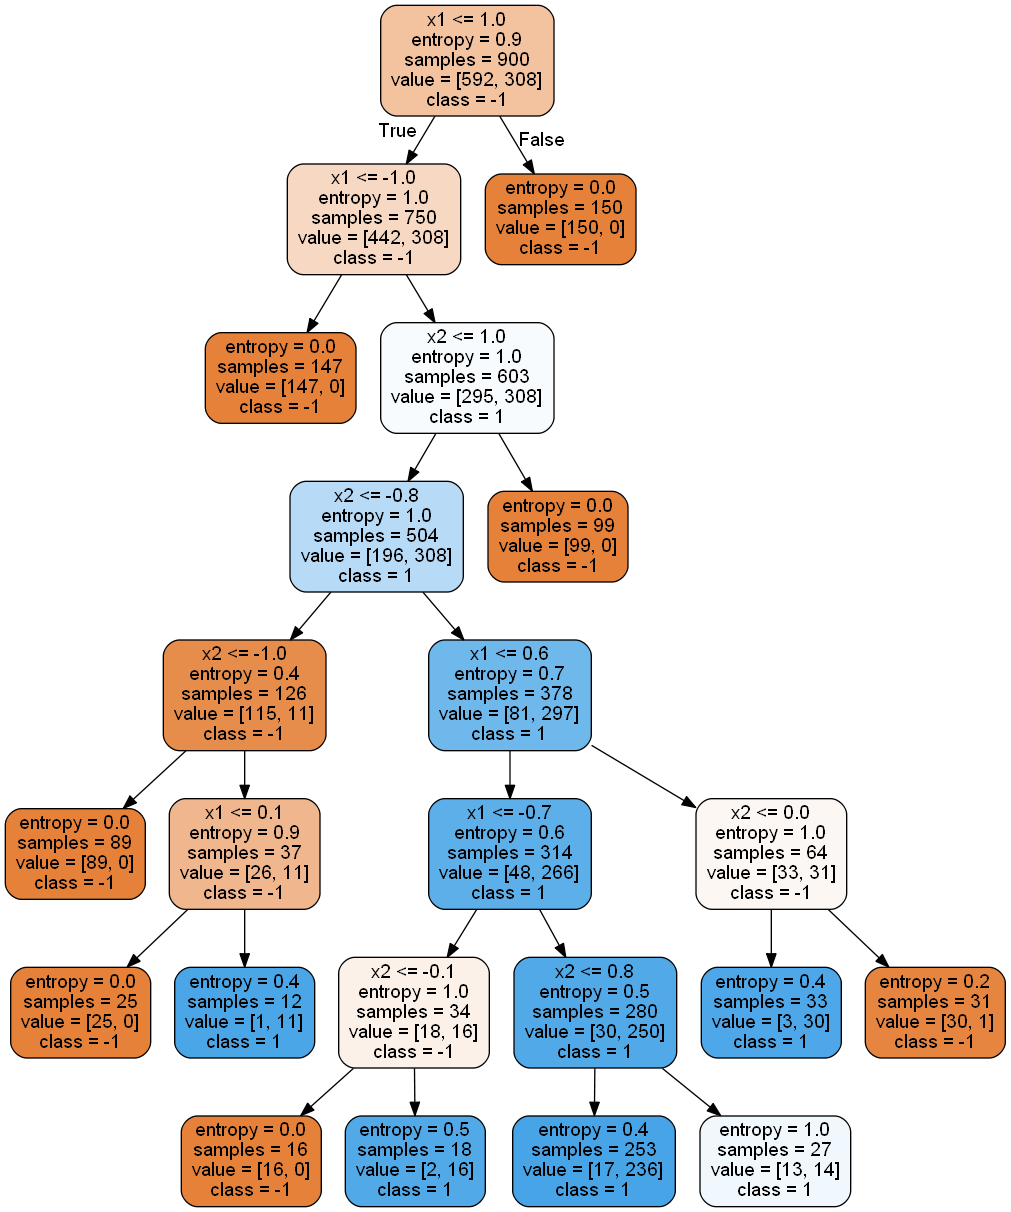 x1 <= 1.0
entropy = 0.9
samples = 900
value = [592, 308]
class = -1
True
False
x1 <= -1.0
entropy = 1.0
samples = 750
value = [442, 308]
class = -1
entropy = 0.0
samples = 150
value = [150, 0]
class = -1
entropy = 0.0
samples = 147
value = [147, 0]
class = -1
x2 <= 1.0
entropy = 1.0
samples = 603
value = [295, 308]
class = 1
x2 <= -0.8
entropy = 1.0
samples = 504
value = [196, 308]
class = 1
entropy = 0.0
samples = 99
value = [99, 0]
class = -1
x2 <= -1.0
entropy = 0.4
samples = 126
value = [115, 11]
class = -1
x1 <= 0.6
entropy = 0.7
samples = 378
value = [81, 297]
class = 1
entropy = 0.0
samples = 89
value = [89, 0]
class = -1
x1 <= 0.1
entropy = 0.9
samples = 37
value = [26, 11]
class = -1
x1 <= -0.7
entropy = 0.6
samples = 314
value = [48, 266]
class = 1
x2 <= 0.0
entropy = 1.0
samples = 64
value = [33, 31]
class = -1
entropy = 0.0
samples = 25
value = [25, 0]
class = -1
entropy = 0.4
samples = 12
value = [1, 11]
class = 1
x2 <= -0.1
entropy = 1.0
samples = 34
value = [18, 16]
class = -1
x2 <= 0.8
entropy = 0.5
samples = 280
value = [30, 250]
class = 1
entropy = 0.4
samples = 33
value = [3, 30]
class = 1
entropy = 0.2
samples = 31
value = [30, 1]
class = -1
entropy = 0.0
samples = 16
value = [16, 0]
class = -1
entropy = 0.5
samples = 18
value = [2, 16]
class = 1
entropy = 0.4
samples = 253
value = [17, 236]
class = 1
entropy = 1.0
samples = 27
value = [13, 14]
class = 1